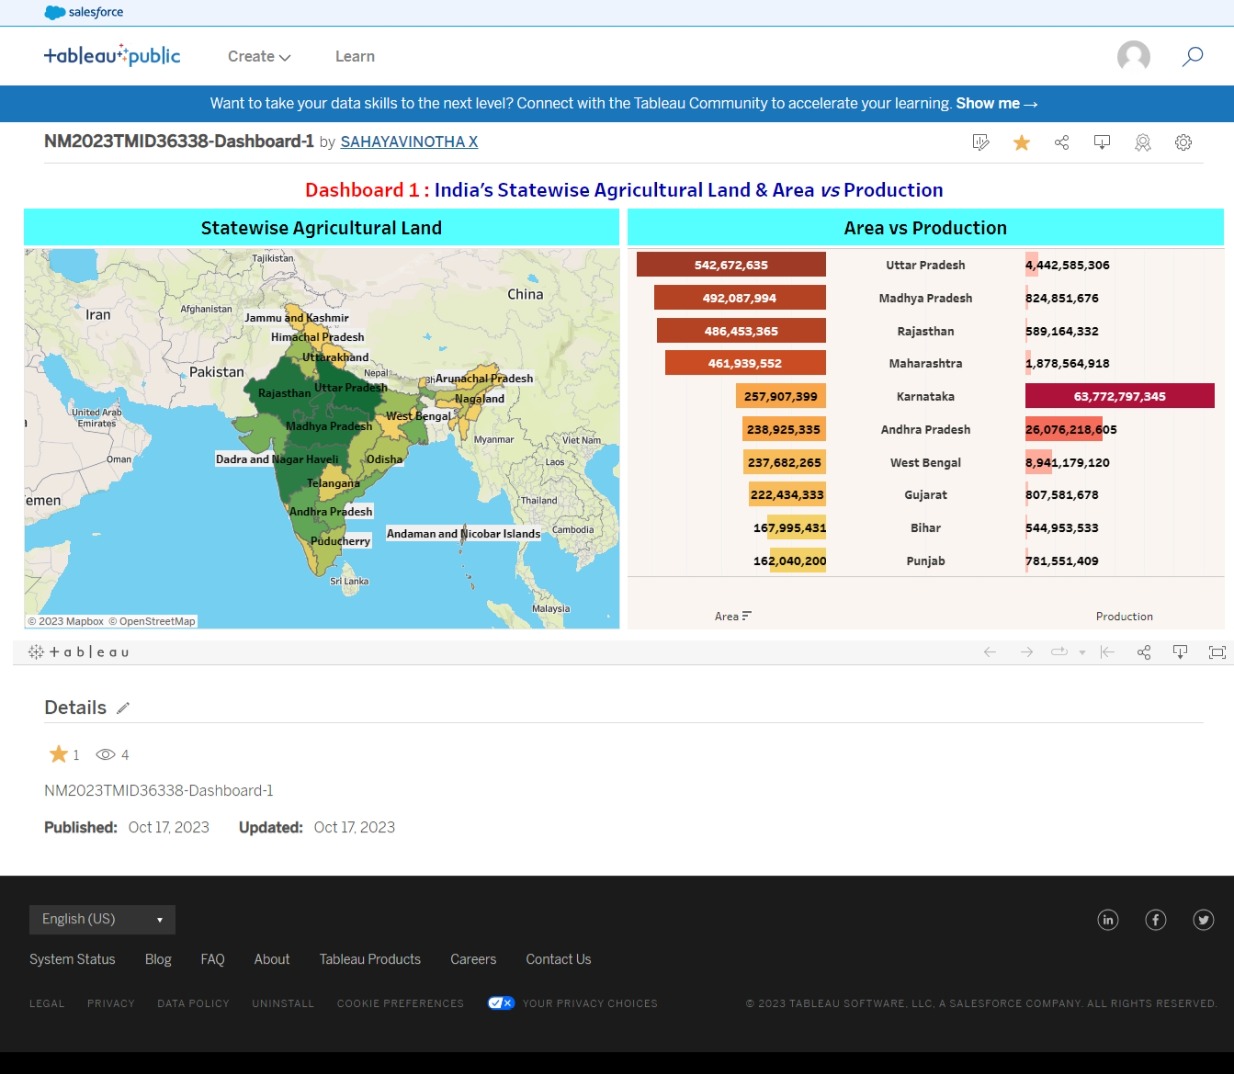 salesforce
+ableau public
Create
Learn
Want to take your data skills to the next level? Connect with the Tableau Community to accelerate your learning. Show me →
NM2023TMID36338-Dashboard-1 by SAHAYAVINOTHA X
Dashboard 1 : India's Statewise Agricultural Land & Area vs Production
Statewise Agricultural Land
Tajikistan
China
Iran
Afghanistan
Jammu and Kashmir
Himachal Pradesh
Uttarakhand
Pakistan
Nepal
Arunachal Pradesh
Rajasthan
Uttar Pradesh
Nagaland
United Arab
Emirates
West Bengal
Madhya Pradesh
Myanmar
Viet Nam
Oman
Dadra and Nagar Haveli
Odisha
Laos
Telangana
emen
Thailand
Andhra Pradesh
Andaman and Nicobar Islands
Cambodia
Puducherry
Sri Lanka
Malaysia
© 2023 Mapbox © OpenStreetMap
Area vs Production
542,672,635 Uttar Pradesh 4,442,585,306
492,087,994 Madhya Pradesh 824,851,676
486,453,365 Rajasthan 589,164,332
461,939,552 Maharashtra 1,878,564,918
257,907,399 Karnataka 63,772,797,345
238,925,335 Andhra Pradesh 26,076,218,605
237,682,265 West Bengal 8,941,179,120
222,434,333 Gujarat 807,581,678
167,995,431 Bihar 544,953,533
162,040,200 Punjab 781,551,409
Area
Production
+ableau
Details
1
4
NM2023TMID36338-Dashboard-1
Published: Oct 17, 2023 Updated: Oct 17, 2023
English (US)
System Status Blog FAQ About Tableau Products Careers Contact Us
LEGAL PRIVACY DATA POLICY UNINSTALL COOKIE PREFERENCES YOUR PRIVACY CHOICES © 2023 TABLEAU SOFTWARE, LLC, A SALESFORCE COMPANY. ALL RIGHTS RESERVED.